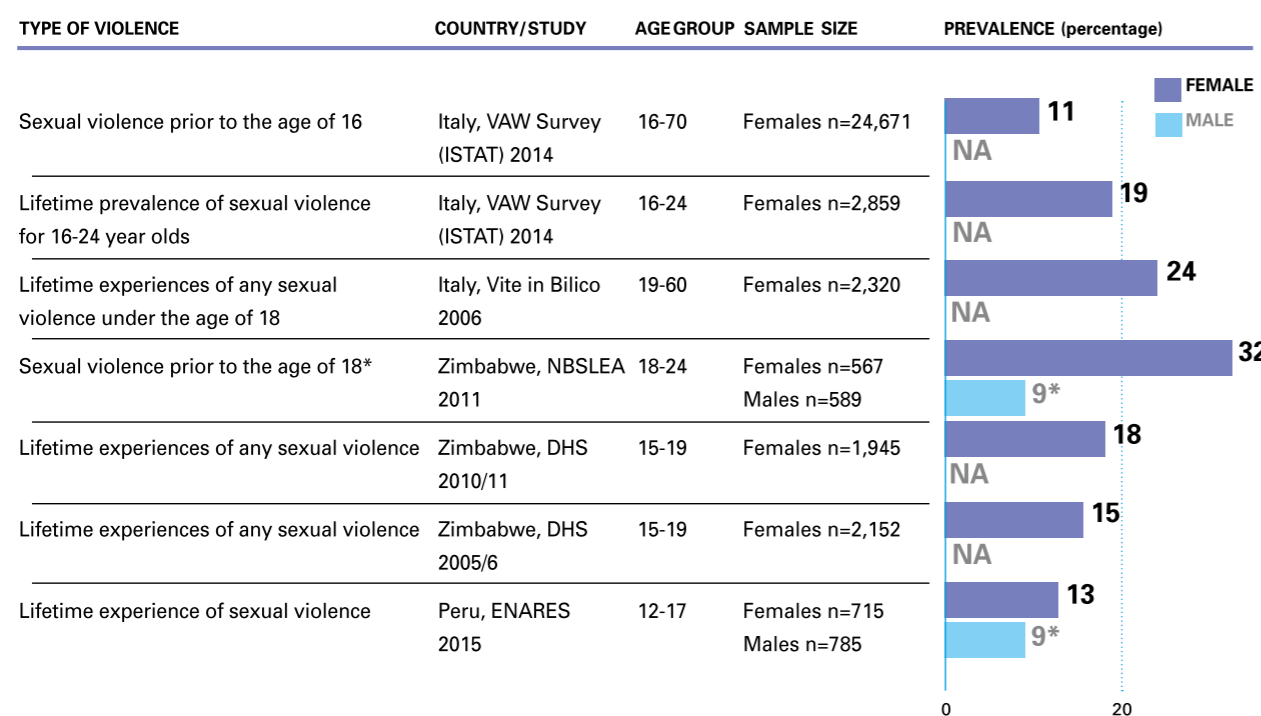 TYPE OF VIOLENCE COUNTRY/STUDY AGE GROUP SAMPLE SIZE PREVALENCE (percentage)
FEMALE
MALE
Sexual violence prior to the age of 16 Italy, VAW Survey 16-70 Females n=24,671 11
(ISTAT) 2014 NA
Lifetime prevalence of sexual violence Italy, VAW Survey 16-24 Females n=2,859 19
for 16-24 year olds (ISTAT) 2014 NA
Lifetime experiences of any sexual Italy, Vite in Bilico 19-60 Females n=2,320 24
violence under the age of 18 2006 NA
Sexual violence prior to the age of 18* Zimbabwe, NBSLEA 18-24 Females n=567 32
2011 Males n=589 9*
Lifetime experiences of any sexual violence Zimbabwe, DHS 15-19 Females n=1,945 18
2010/11 NA
Lifetime experiences of any sexual violence Zimbabwe, DHS 15-19 Females n=2,152 15
2005/6 NA
Lifetime experience of sexual violence Peru, ENARES 12-17 Females n=715 13
2015 Males n=785 9*
0 20